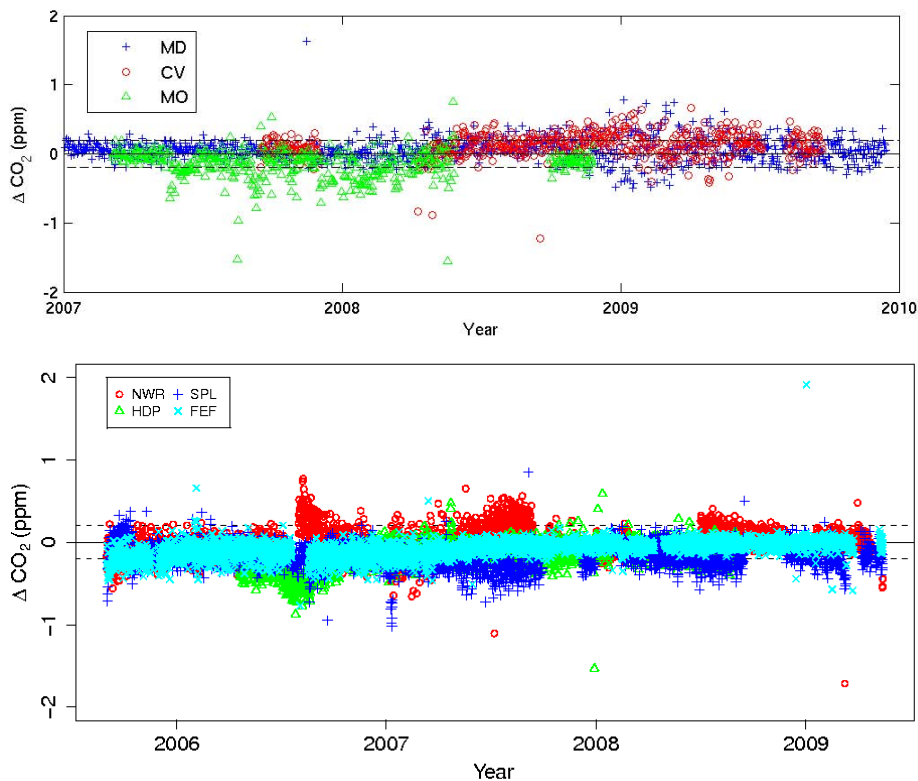 2
1
0
-1
-2
Δ CO2 (ppm)
MD
CV
MO
2007 2008 2009 2010
Year
2
1
0
-1
-2
Δ CO2 (ppm)
NWR SPL
HDP FEF
2006 2007 2008 2009
Year